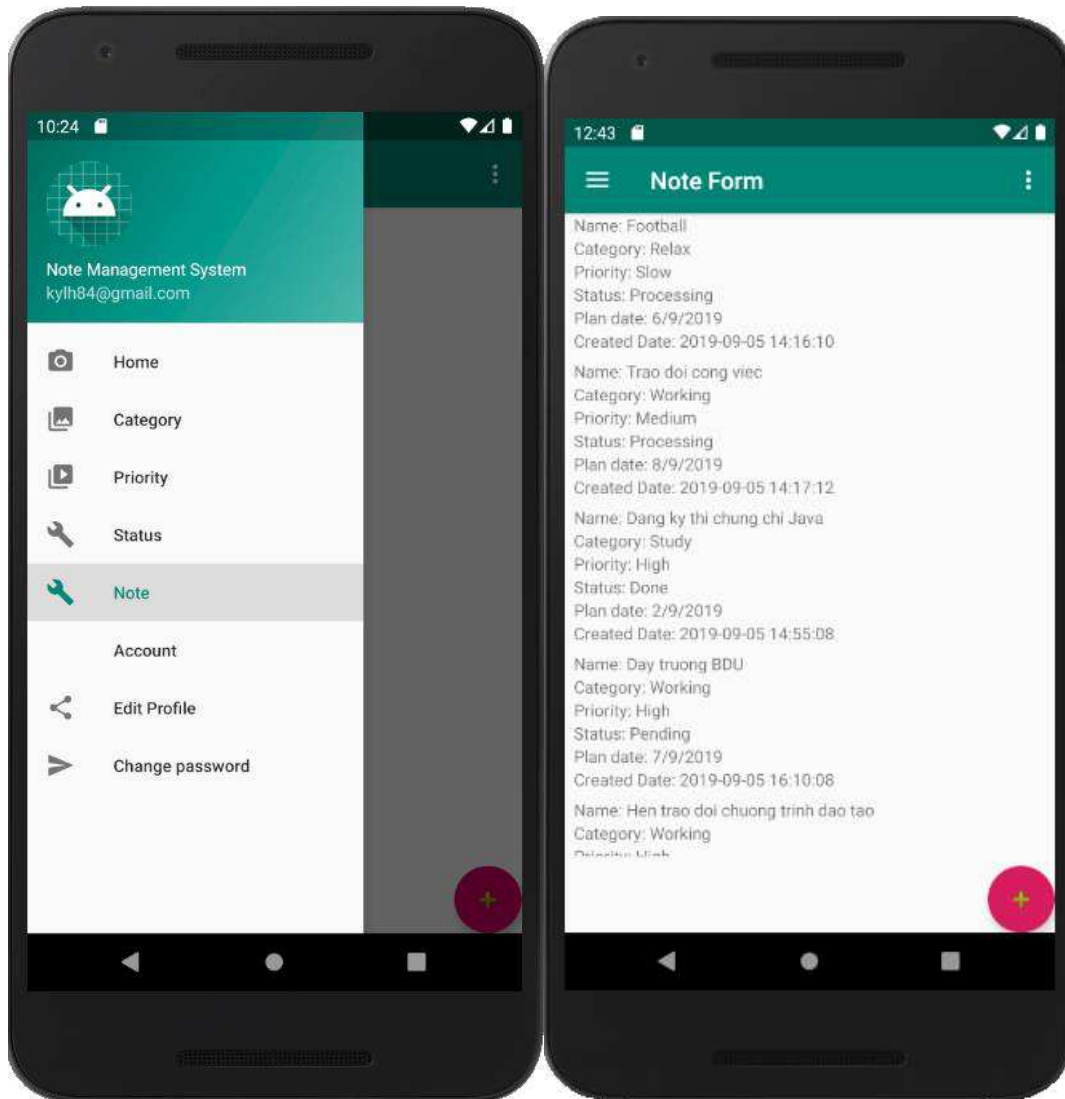 10:24
Note Management System
kylh84@gmail.com
Home
Category
Priority
Status
Note
Account
Edit Profile
Change password
12:43
Note Form
Name: Football
Category: Relax
Priority: Slow
Status: Processing
Plan date: 6/9/2019
Created Date: 2019-09-05 14:16:10
Name: Trao doi cong viec
Category: Working
Priority: Medium
Status: Processing
Plan date: 8/9/2019
Created Date: 2019-09-05 14:17:12
Name: Dang ky thi chung chi Java
Category: Study
Priority: High
Status: Done
Plan date: 2/9/2019
Created Date: 2019-09-05 14:55:08
Name: Day truong BDU
Category: Working
Priority: High
Status: Pending
Plan date: 7/9/2019
Created Date: 2019-09-05 16:10:08
Name: Hen trao doi chuong trinh dao tao
Category: Working
Priority: High